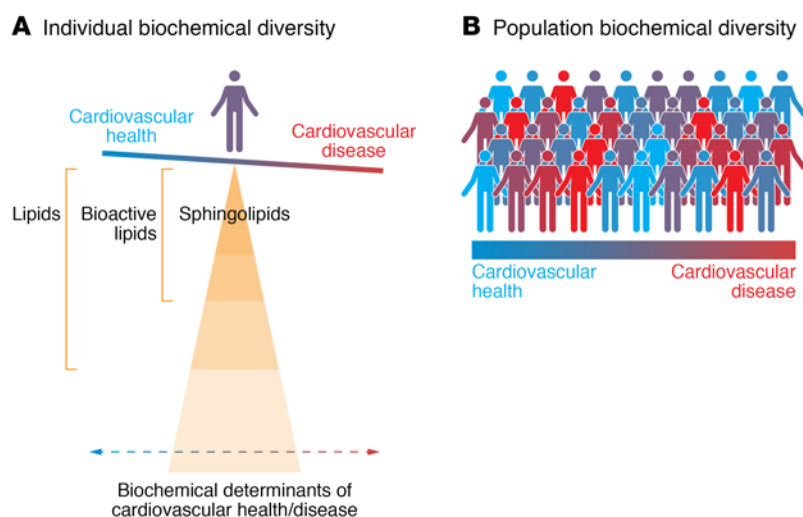 A Individual biochemical diversity
Cardiovascular
health
Cardiovascular
disease
Lipids
Bioactive
lipids
Sphingolipids
Biochemical determinants of
cardiovascular health/disease
B Population biochemical diversity
Cardiovascular
health
Cardiovascular
disease